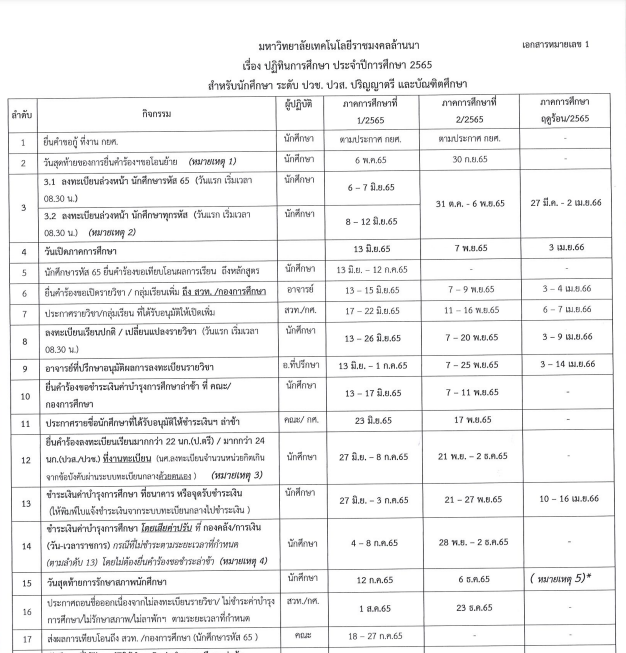 มหาวิทยาลัยเทคโนโลยีราชมงคลล้านนา
เอกสารหมายเลข 1
เรื่อง ปฏิทินการศึกษา ประจำปีการศึกษา 2565
สำหรับนักศึกษา ระดับ ปวช. ปวส. ปริญญาตรี และบัณฑิตศึกษา
ลำดับ กิจกรรม ผู้ปฏิบัติ ภาคการศึกษาที่ ภาคการศึกษาที่ ภาคการศึกษา
1/2565 2/2565 ฤดูร้อน/2565
1 ยื่นคำขอกู้ ที่งาน กยศ. นักศึกษา ตามประกาศ กยศ. ตามประกาศ กยศ. -
2 วันสุดท้ายของการยื่นคำร้องฯขอโอนย้าย (หมายเหตุ 1) นักศึกษา 6 พ.ค.65 30 ก.ย.65 -
3 3.1 ลงทะเบียนล่วงหน้า นักศึกษารหัส 65 (วันแรก เริ่มเวลา
08.30 น.) นักศึกษา 6 – 7 มิ.ย.65 31 ต.ค. - 6 พ.ย.65 27 มี.ค. - 2 เม.ย.66
3.2 ลงทะเบียนล่วงหน้า นักศึกษาทุกรหัส (วันแรก เริ่มเวลา
08.30 น.) (หมายเหตุ 2) นักศึกษา 8 – 12 มิ.ย.65
4 วันเปิดภาคการศึกษา 13 มิ.ย.65 7 พ.ย.65 3 เม.ย.66
5 นักศึกษารหัส 65 ยื่นคำร้องขอเทียบโอนผลการเรียน ถึงหลักสูตร นักศึกษา 13 มิ.ย. – 12 ก.ค.65 - -
6 ยื่นคำร้องขอเปิดรายวิชา / กลุ่มเรียนเพิ่ม ถึง สวท. /กองการศึกษา อาจารย์ 13 – 15 มิ.ย.65 7 – 9 พ.ย.65 3 – 4 เม.ย.66
7 ประกาศรายวิชา/กลุ่มเรียน ที่ได้รับอนุมัติให้เปิดเพิ่ม สวท./กศ. 17 – 22 มิ.ย.65 11 – 16 พ.ย.65 6 – 7 เม.ย.66
8 ลงทะเบียนเรียนปกติ / เปลี่ยนแปลงรายวิชา (วันแรก เริ่มเวลา
08.30 น.) นักศึกษา 13 – 26 มิ.ย.65 7 – 20 พ.ย.65 3 – 9 เม.ย.66
9 อาจารย์ที่ปรึกษาอนุมัติผลการลงทะเบียนรายวิชา อ.ที่ปรึกษา 13 มิ.ย. – 1 ก.ค.65 7 – 25 พ.ย.65 3 – 14 เม.ย.66
10 ยื่นคำร้องขอชำระเงินค่าบำรุงการศึกษาล่าช้า ที่ คณะ/
กองการศึกษา นักศึกษา 13 – 17 มิ.ย.65 7 – 11 พ.ย.65 -
11 ประกาศรายชื่อนักศึกษาที่ได้รับอนุมัติให้ชำระเงินฯ ล่าช้า คณะ/ กศ. 23 มิ.ย.65 17 พ.ย.65 -
12 ยื่นคำร้องลงทะเบียนเรียนมากกว่า 22 นก.(ป.ตรี) / มากกว่า 24
นก.(ปวส./ปวช.) ที่งานทะเบียน (นศ.ลงทะเบียนจำนวนหน่วยกิตเกิน
จากข้อบังคับผ่านระบบทะเบียนกลางด้วยตนเอง ) (หมายเหตุ 3) นักศึกษา 27 มิ.ย. – 8 ก.ค.65 21 พ.ย. – 2 ธ.ค.65 -
13 ชำระเงินค่าบำรุงการศึกษา ที่ธนาคาร หรือจุดรับชำระเงิน
(ให้พิมพ์ใบแจ้งชำระเงินจากระบบทะเบียนกลางไปชำระเงิน ) นักศึกษา 27 มิ.ย. – 3 ก.ค.65 21 – 27 พ.ย.65 10 – 16 เม.ย.66
14 ชำระเงินค่าบำรุงการศึกษา โดยเสียค่าปรับ ที่ กองคลัง/การเงิน
(วัน-เวลาราชการ) กรณีที่ไม่ชำระตามระยะเวลาที่กำหนด
(ตามลำดับ 13) โดยไม่ต้องยื่นคำร้องขอชำระล่าช้า (หมายเหตุ 4) นักศึกษา 4 – 8 ก.ค.65 28 พ.ย. – 2 ธ.ค.65 -
15 วันสุดท้ายการรักษาสภาพนักศึกษา นักศึกษา 12 ก.ค.65 6 ธ.ค.65 ( หมายเหตุ 5)*
16 ประกาศถอนชื่อออกเนื่องจากไม่ลงทะเบียนรายวิชา/ ไม่ชำระค่าบำรุง
การศึกษา/ไม่รักษาสภาพ/ไม่ลาพักฯ ตามระยะเวลาที่กำหนด สวท./กศ. 1 ส.ค.65 23 ธ.ค.65 -
17 ส่งผลการเทียบโอนถึง สวท. /กองการศึกษา (นักศึกษารหัส 65 ) คณะ 18 – 27 ก.ค.65 - -